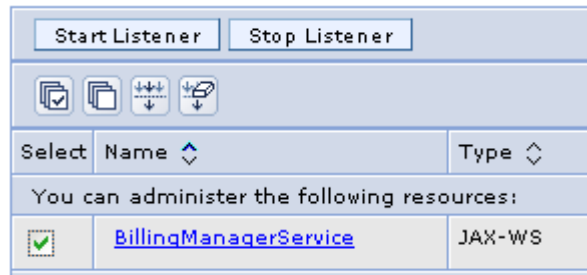 Start Listener Stop Listener
Select Name Type
You can administer the following resources:
BillingManagerService JAX-WS